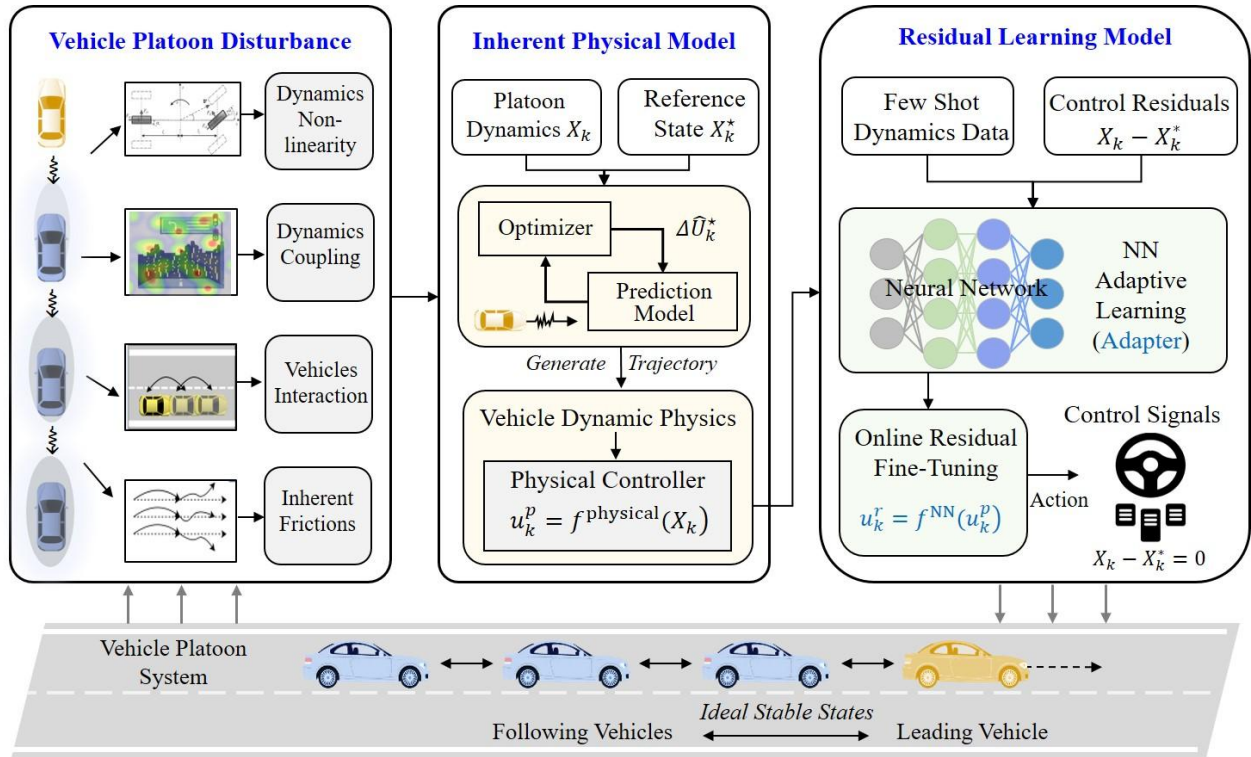 Vehicle Platoon Disturbance
Dynamics
Non-
linearity
Dynamics
Coupling
Vehicles
Interaction
Inherent
Frictions
Inherent Physical Model
Platoon
Dynamics X_k
Reference
State X_k^⋆
Optimizer
ΔÛ_k^⋆
Prediction
Model
Generate Trajectory
Vehicle Dynamic Physics
Physical Controller
u_k^p = f^physical(X_k)
Residual Learning Model
Few Shot
Dynamics Data
Control Residuals
X_k − X_k^*
Neural Network
NN
Adaptive
Learning
(Adapter)
Online Residual
Fine-Tuning
u_k^r = f^NN(u_k^p)
Action
Control Signals
X_k − X_k^* = 0
Vehicle Platoon
System
Following Vehicles
Ideal Stable States
Leading Vehicle